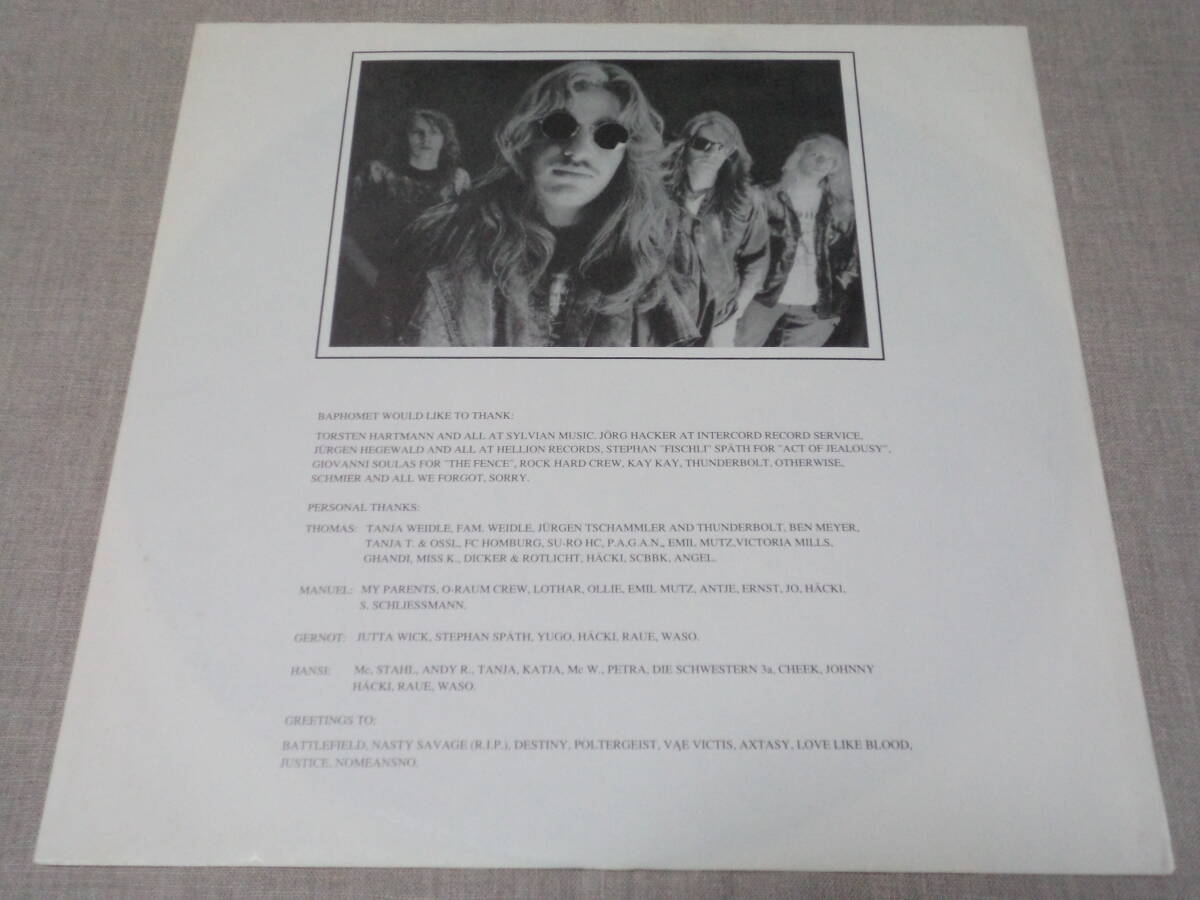 BAPHOMET WOULD LIKE TO THANK:
TORSTEN HARTMANN AND ALL AT SYLVIAN MUSIC. JÖRG HACKER AT INTERCORD RECORD SERVICE,
JÜRGEN HEGEWALD AND ALL AT HELLION RECORDS, STEPHAN "FISCHLI" SPÄTH FOR "ACT OF JEALOUSY",
GIOVANNI SOULAS FOR "THE FENCE", ROCK HARD CREW, KAY KAY, THUNDERBOLT, OTHERWISE,
SCHMIER AND ALL WE FORGOT, SORRY.
PERSONAL THANKS:
THOMAS: TANJA WEIDLE, FAM. WEIDLE, JÜRGEN TSCHAMMLER AND THUNDERBOLT, BEN MEYER,
TANJA T. & OSSL, FC HOMBURG, SU-RO HC, P.A.G.A.N., EMIL MUTZ,VICTORIA MILLS,
GHANDI, MISS K., DICKER & ROTLICHT, HÄCKI, SCBBK, ANGEL.
MANUEL: MY PARENTS, O-RAUM CREW, LOTHAR, OLLIE, EMIL MUTZ, ANTJE, ERNST, JO, HÄCKI,
S. SCHLIESSMANN.
GERNOT: JUTTA WICK, STEPHAN SPÄTH, YUGO, HÄCKI, RAUE, WASO.
HANSE: Mc. STAHL, ANDY R., TANJA, KATJA, Mc W., PETRA, DIE SCHWESTERN 3a, CHEEK, JOHNNY
HÄCKI, RAUE, WASO.
GREETINGS TO:
BATTLEFIELD, NASTY SAVAGE (R.I.P.), DESTINY, POLTERGEIST, VAE VICTIS, AXTASY, LOVE LIKE BLOOD,
JUSTICE, NOMEANSNO.